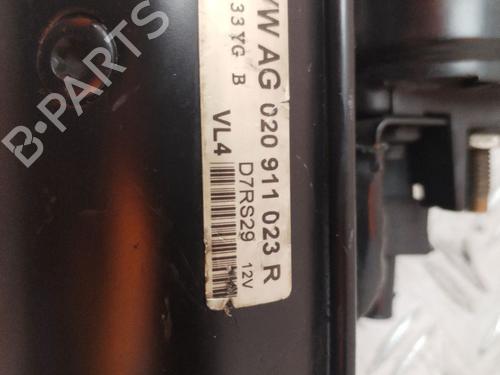 VW AG 020 911 023 R
33YG B
VL4
D7RS29
12V
B-PARTS